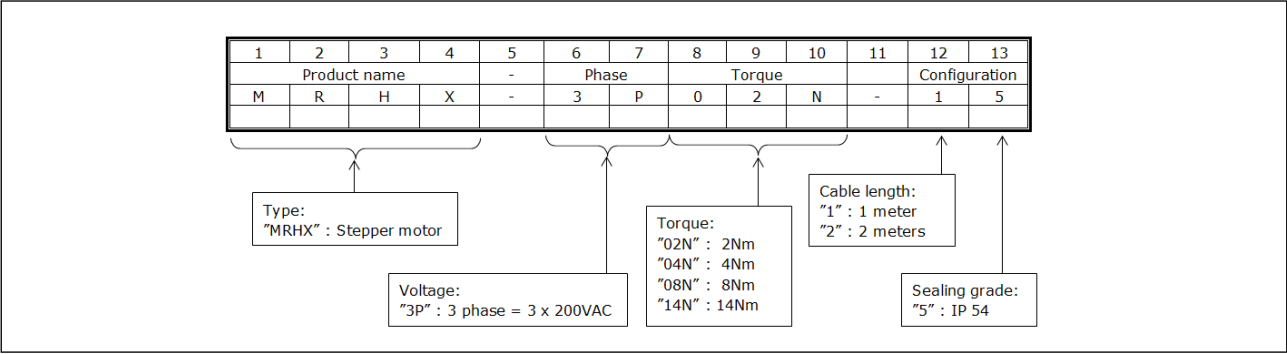 1 2 3 4 5 6 7 8 9 10 11 12 13
Product name - Phase Torque Configuration
M R H X - 3 P 0 2 N - 1 5
Type:
″MRHX″ : Stepper motor
Voltage:
″3P″ : 3 phase = 3 x 200VAC
Torque:
″02N″ : 2Nm
″04N″ : 4Nm
″08N″ : 8Nm
″14N″ : 14Nm
Cable length:
″1″ : 1 meter
″2″ : 2 meters
Sealing grade:
″5″ : IP 54